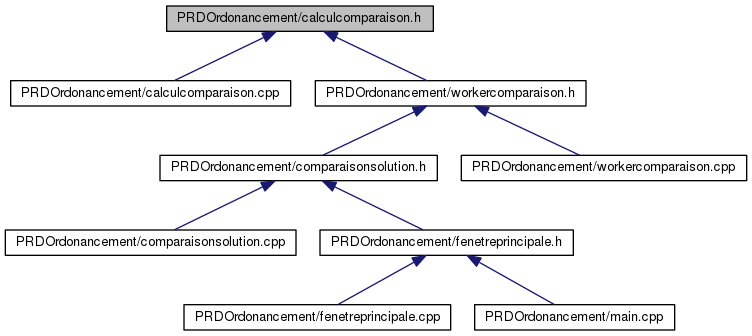 PRDOrdonancement/calculcomparaison.h
PRDOrdonancement/calculcomparaison.cpp
PRDOrdonancement/workercomparaison.h
PRDOrdonancement/comparaisonsolution.h
PRDOrdonancement/workercomparaison.cpp
PRDOrdonancement/comparaisonsolution.cpp
PRDOrdonancement/fenetreprincipale.h
PRDOrdonancement/fenetreprincipale.cpp
PRDOrdonancement/main.cpp